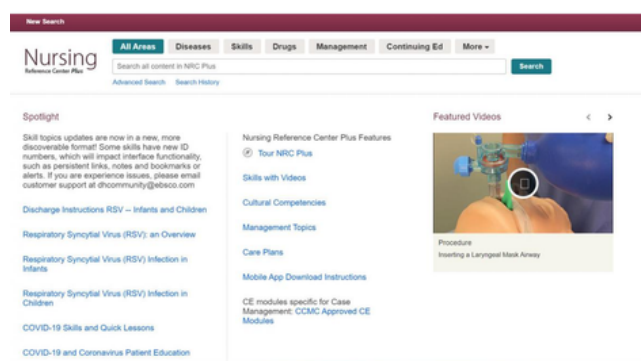 New Search
Nursing
Reference Center Plus
All Areas Diseases Skills Drugs Management Continuing Ed More
Search all content in NRC Plus
Search
Advanced Search Search History
Spotlight
Skill topics updates are now in a new, more
discoverable format! Some skills have new ID
numbers, which will impact interface functionality,
such as persistent links, notes and bookmarks or
alerts. If you are experience issues, please email
customer support at dhcommunity@ebsco.com
Discharge Instructions RSV -- Infants and Children
Respiratory Syncytial Virus (RSV): an Overview
Respiratory Syncytial Virus (RSV) Infection in
Infants
Respiratory Syncytial Virus (RSV) Infection in
Children
COVID-19 Skills and Quick Lessons
COVID-19 and Coronavirus Patient Education
Nursing Reference Center Plus Features
Tour NRC Plus
Skills with Videos
Cultural Competencies
Management Topics
Care Plans
Mobile App Download Instructions
CE modules specific for Case
Management: CCMC Approved CE
Modules
Featured Videos
Procedure
Inserting a Laryngeal Mask Airway